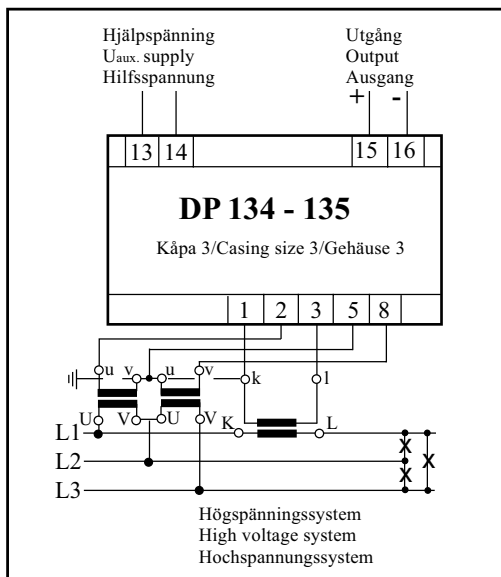 Hjälpspänning
Uaux. supply
Hilfsspannung
Utgång
Output
Ausgang
+ -
13 14 15 16
DP 134 - 135
Kåpa 3/Casing size 3/Gehäuse 3
1 2 3 5 8
u v u v k l
U V U V K L
L1
L2
L3
Högspänningssystem
High voltage system
Hochspannungssystem